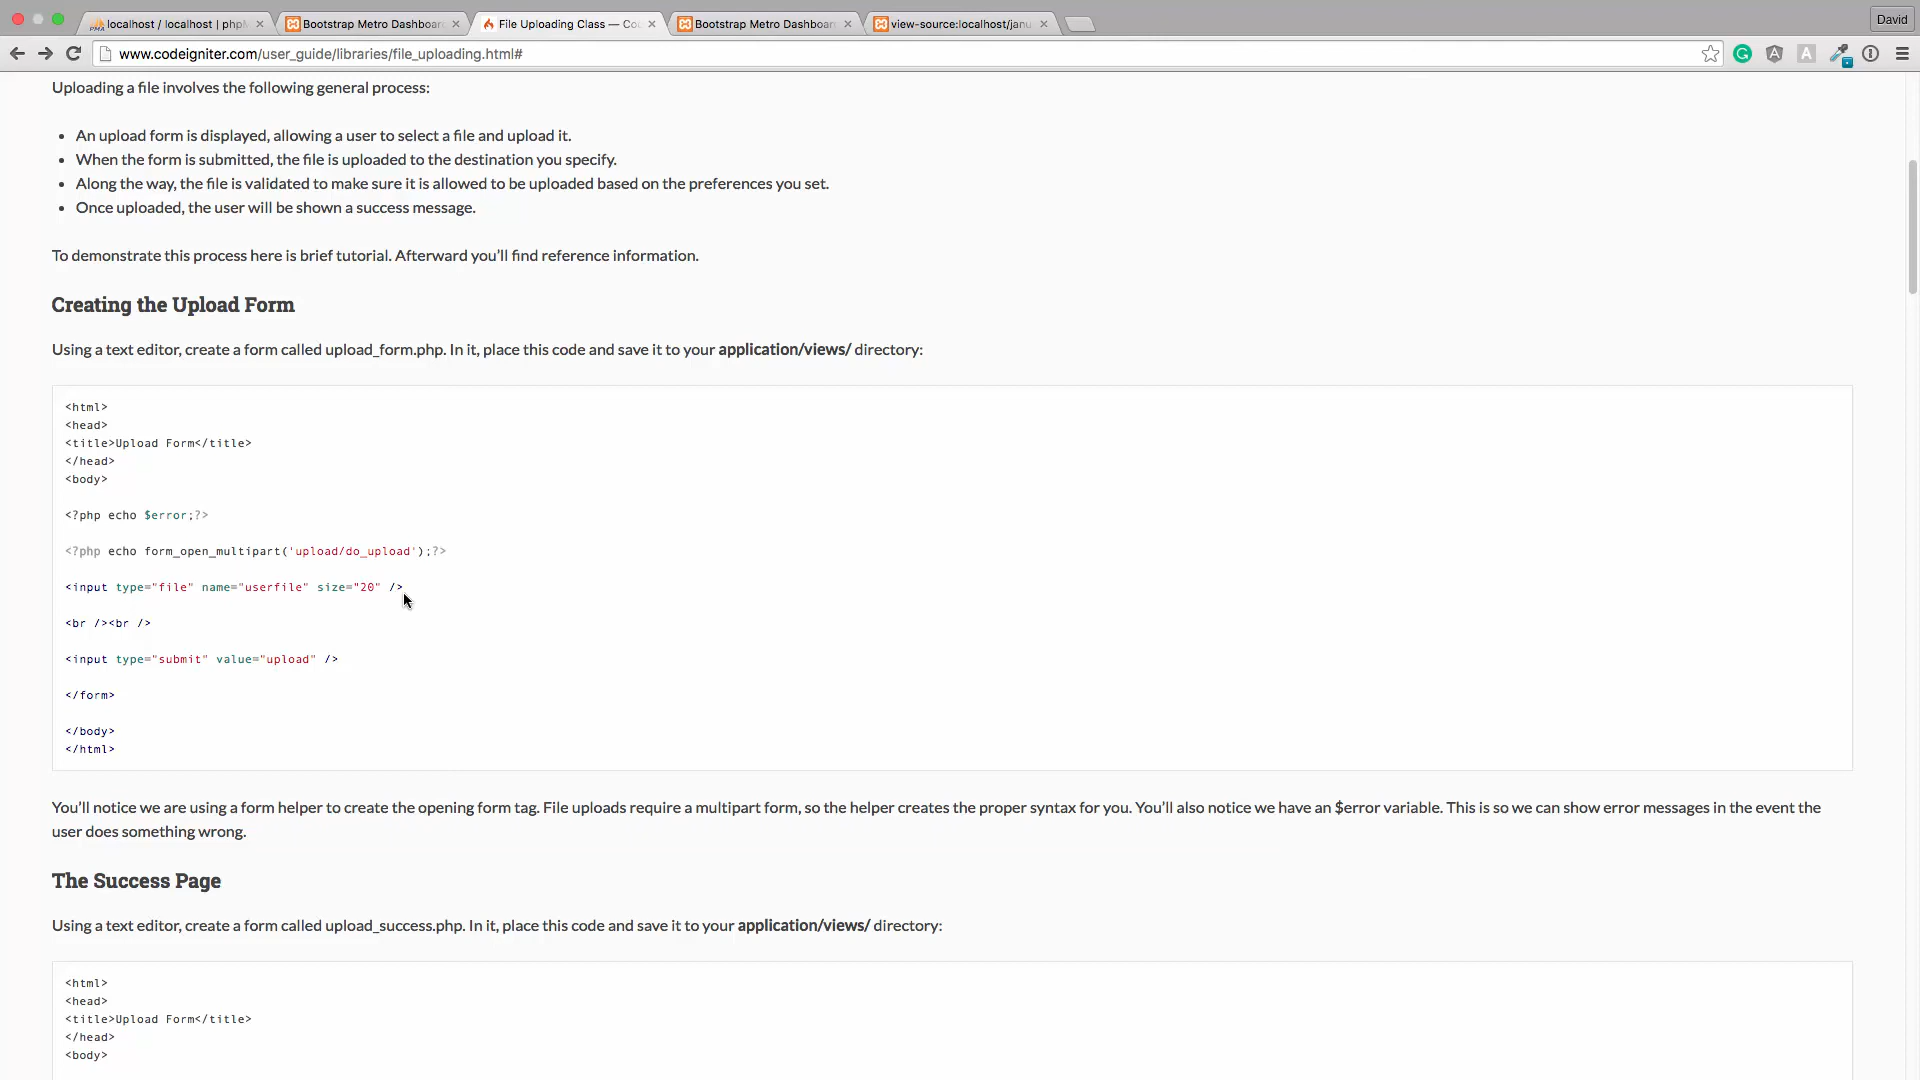 localhost / localhost | phpM
Bootstrap Metro Dashboar
File Uploading Class — Co
Bootstrap Metro Dashboar
view-source:localhost/janu
David
www.codeigniter.com/user_guide/libraries/file_uploading.html#
Uploading a file involves the following general process:
An upload form is displayed, allowing a user to select a file and upload it.
When the form is submitted, the file is uploaded to the destination you specify.
Along the way, the file is validated to make sure it is allowed to be uploaded based on the preferences you set.
Once uploaded, the user will be shown a success message.
To demonstrate this process here is brief tutorial. Afterward you’ll find reference information.
Creating the Upload Form
Using a text editor, create a form called upload_form.php. In it, place this code and save it to your application/views/ directory:
<html>
<head>
<title>Upload Form</title>
</head>
<body>
<?php echo $error;?>
<?php echo form_open_multipart('upload/do_upload');?>
<input type="file" name="userfile" size="20" />
<br /><br />
<input type="submit" value="upload" />
</form>
</body>
</html>
You’ll notice we are using a form helper to create the opening form tag. File uploads require a multipart form, so the helper creates the proper syntax for you. You’ll also notice we have an $error variable. This is so we can show error messages in the event the
user does something wrong.
The Success Page
Using a text editor, create a form called upload_success.php. In it, place this code and save it to your application/views/ directory:
<html>
<head>
<title>Upload Form</title>
</head>
<body>